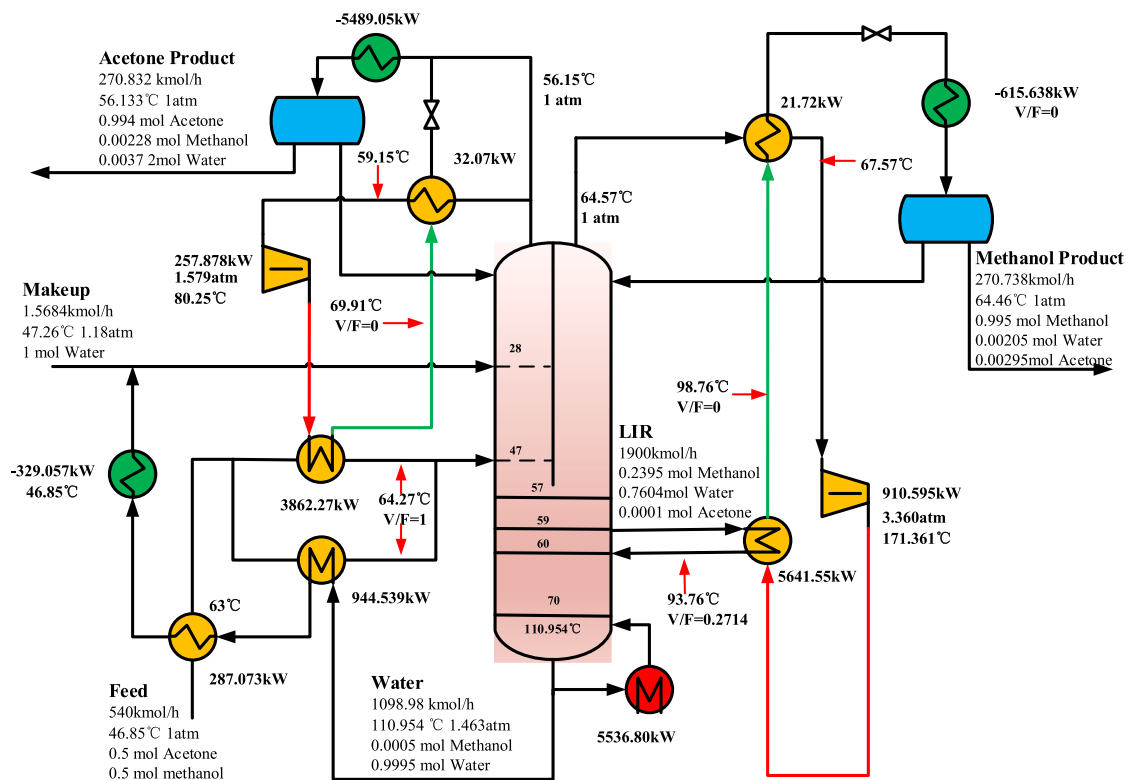 -5489.05kW
Acetone Product
270.832 kmol/h
56.133℃ 1atm
0.994 mol Acetone
0.00228 mol Methanol
0.0037 2mol Water
56.15℃
1 atm
59.15℃
32.07kW
257.878kW
1.579atm
80.25℃
69.91℃
V/F=0
Makeup
1.5684kmol/h
47.26℃ 1.18atm
1 mol Water
-329.057kW
46.85℃
3862.27kW
64.27℃
V/F=1
944.539kW
63℃
287.073kW
Feed
540kmol/h
46.85℃ 1atm
0.5 mol Acetone
0.5 mol methanol
Water
1098.98 kmol/h
110.954 ℃ 1.463atm
0.0005 mol Methanol
0.9995 mol Water
28
47
57
59
60
70
110.954℃
5536.80kW
64.57℃
1 atm
21.72kW
67.57℃
-615.638kW
V/F=0
Methanol Product
270.738kmol/h
64.46℃ 1atm
0.995 mol Methanol
0.00205 mol Water
0.00295mol Acetone
98.76℃
V/F=0
LIR
1900kmol/h
0.2395 mol Methanol
0.7604mol Water
0.0001 mol Acetone
910.595kW
3.360atm
171.361℃
5641.55kW
93.76℃
V/F=0.2714